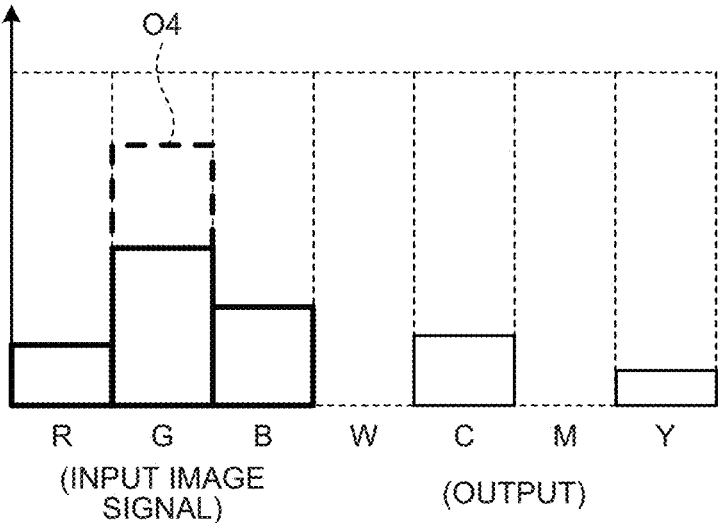 O4
R G B W C M Y
(INPUT IMAGE
SIGNAL)
(OUTPUT)